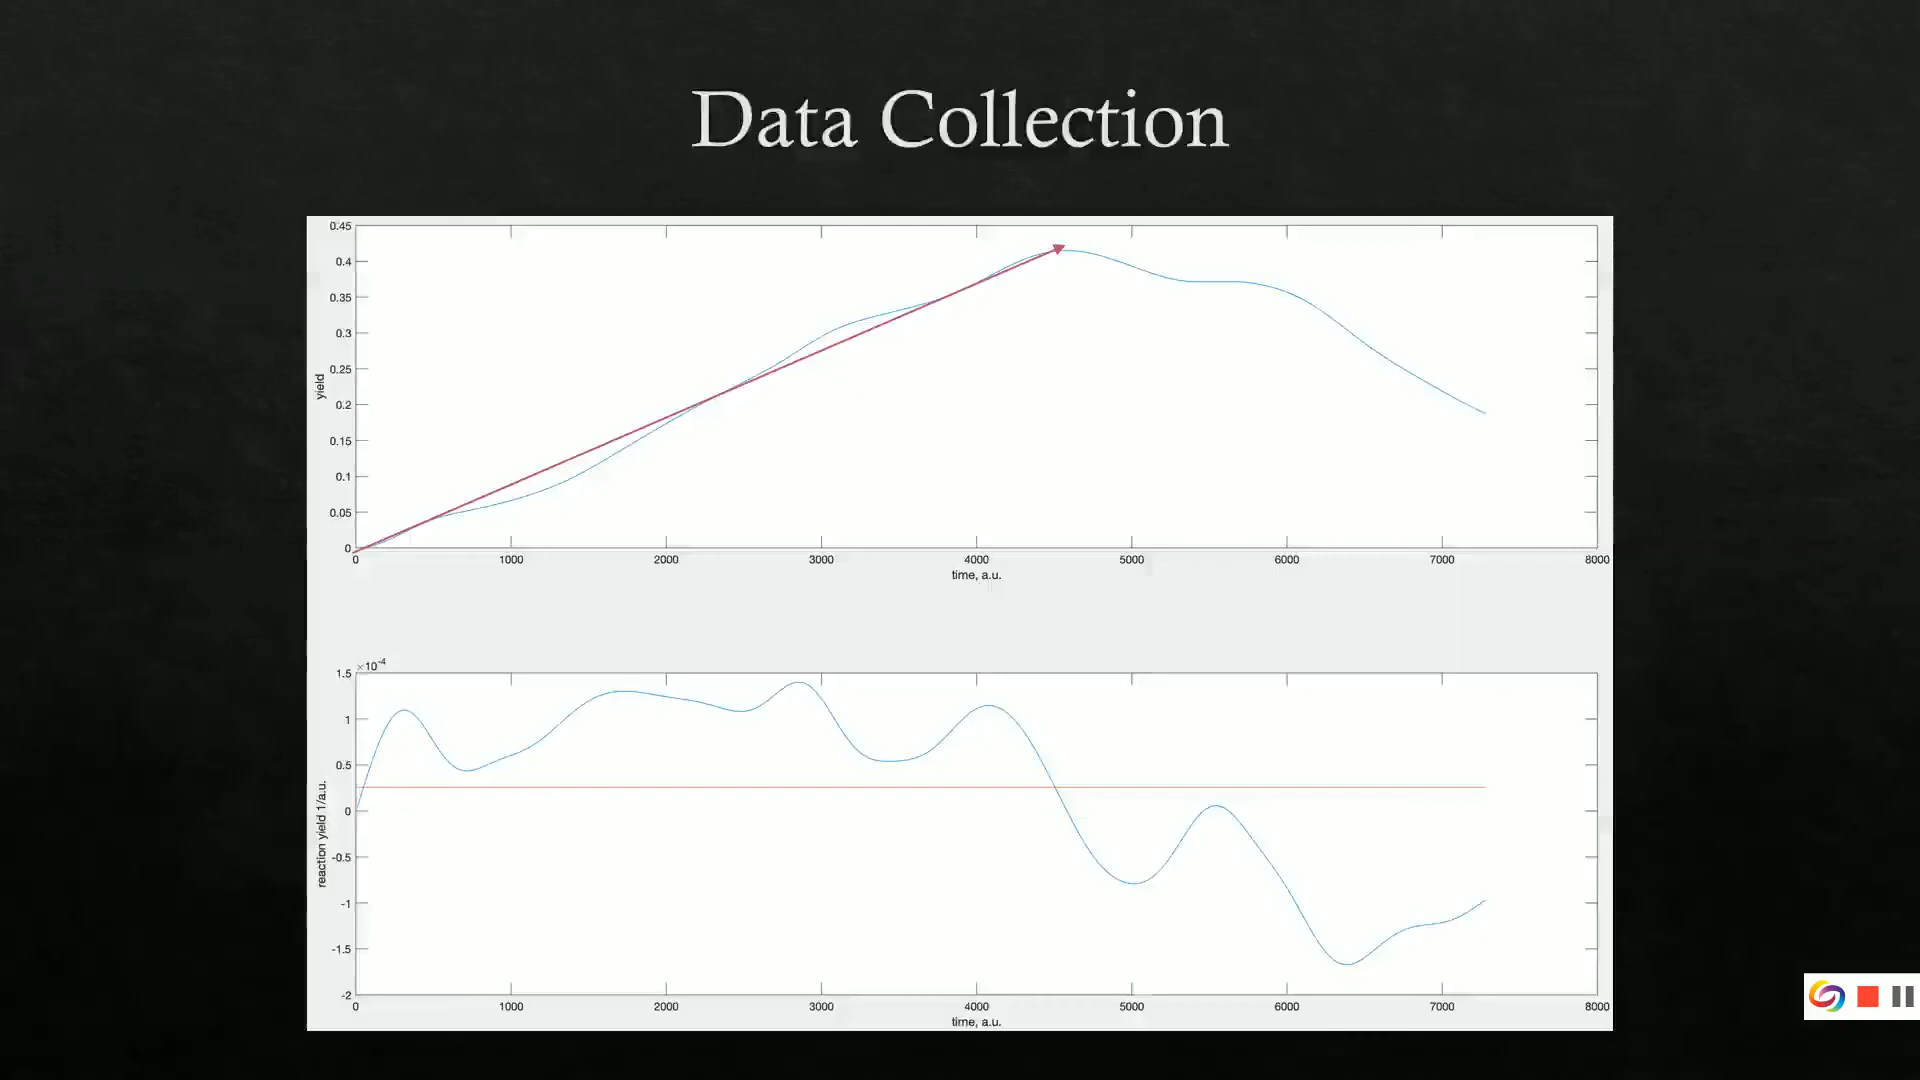 Data Collection
0.45
0.4
0.35
0.3
0.25
0.2
0.15
0.1
0.05
0
yield
0 1000 2000 3000 4000 5000 6000 7000 8000
time, a.u.
×10-4
1.5
1
0.5
0
-0.5
-1
-1.5
-2
reaction yield 1/a.u.
0 1000 2000 3000 4000 5000 6000 7000 8000
time, a.u.